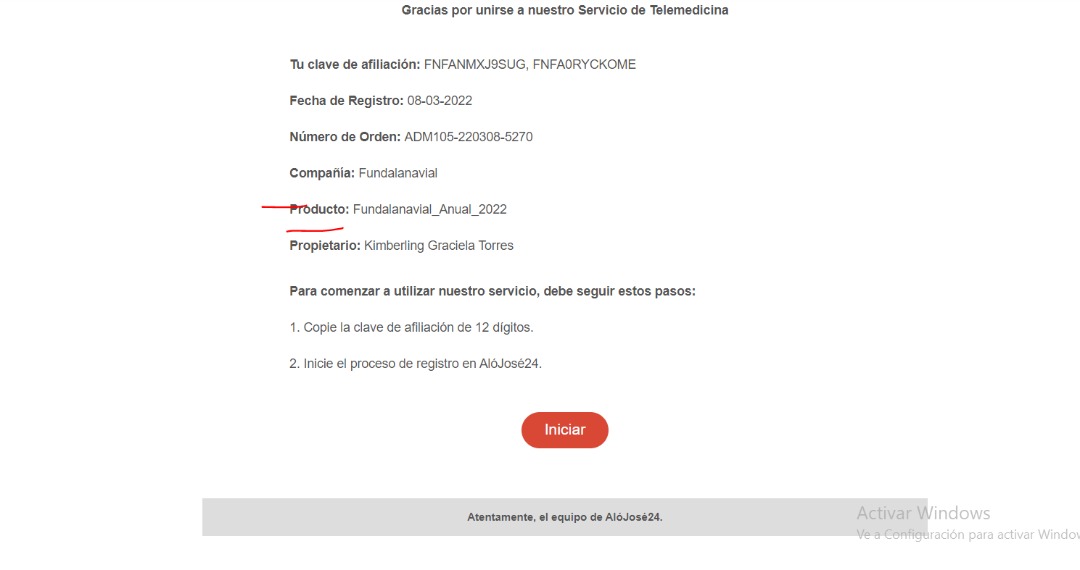 Gracias por unirse a nuestro Servicio de Telemedicina
Tu clave de afiliación: FNFANMXJ9SUG, FNFA0RYCKOME
Fecha de Registro: 08-03-2022
Número de Orden: ADM105-220308-5270
Compañía: Fundalanavial
Producto: Fundalanavial_Anual_2022
Propietario: Kimberling Graciela Torres
Para comenzar a utilizar nuestro servicio, debe seguir estos pasos:
1. Copie la clave de afiliación de 12 dígitos.
2. Inicie el proceso de registro en AlóJosé24.
Iniciar
Atentamente, el equipo de AlóJosé24.
Activar Windows
Ve a Configuración para activar Window